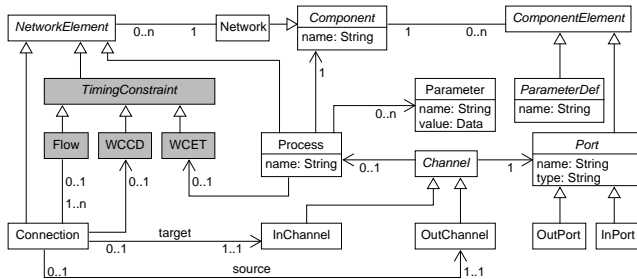 NetworkElement
0..n
1
Network
Component
name: String
1
0..n
ComponentElement
1
TimingConstraint
Parameter
name: String
value: Data
ParameterDef
name: String
0..n
Flow
WCCD
WCET
Process
name: String
0..1
Channel
1
Port
name: String
type: String
0..1
0..1
0..1
1..n
Connection
target
0..1
1..1
InChannel
OutChannel
OutPort
InPort
0..1
source
1..1